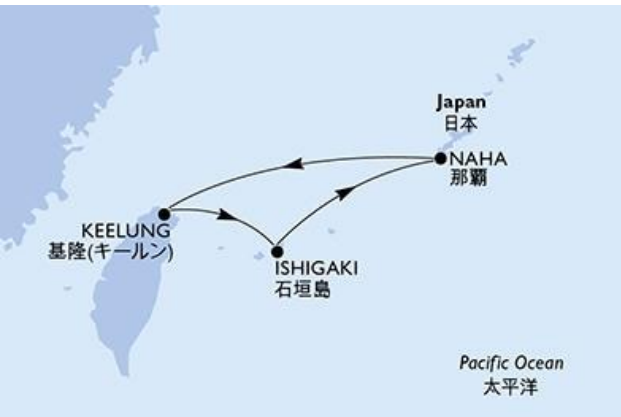 Japan
日本
NAHA
那覇
KEELUNG
基隆(キールン)
ISHIGAKI
石垣島
Pacific Ocean
太平洋